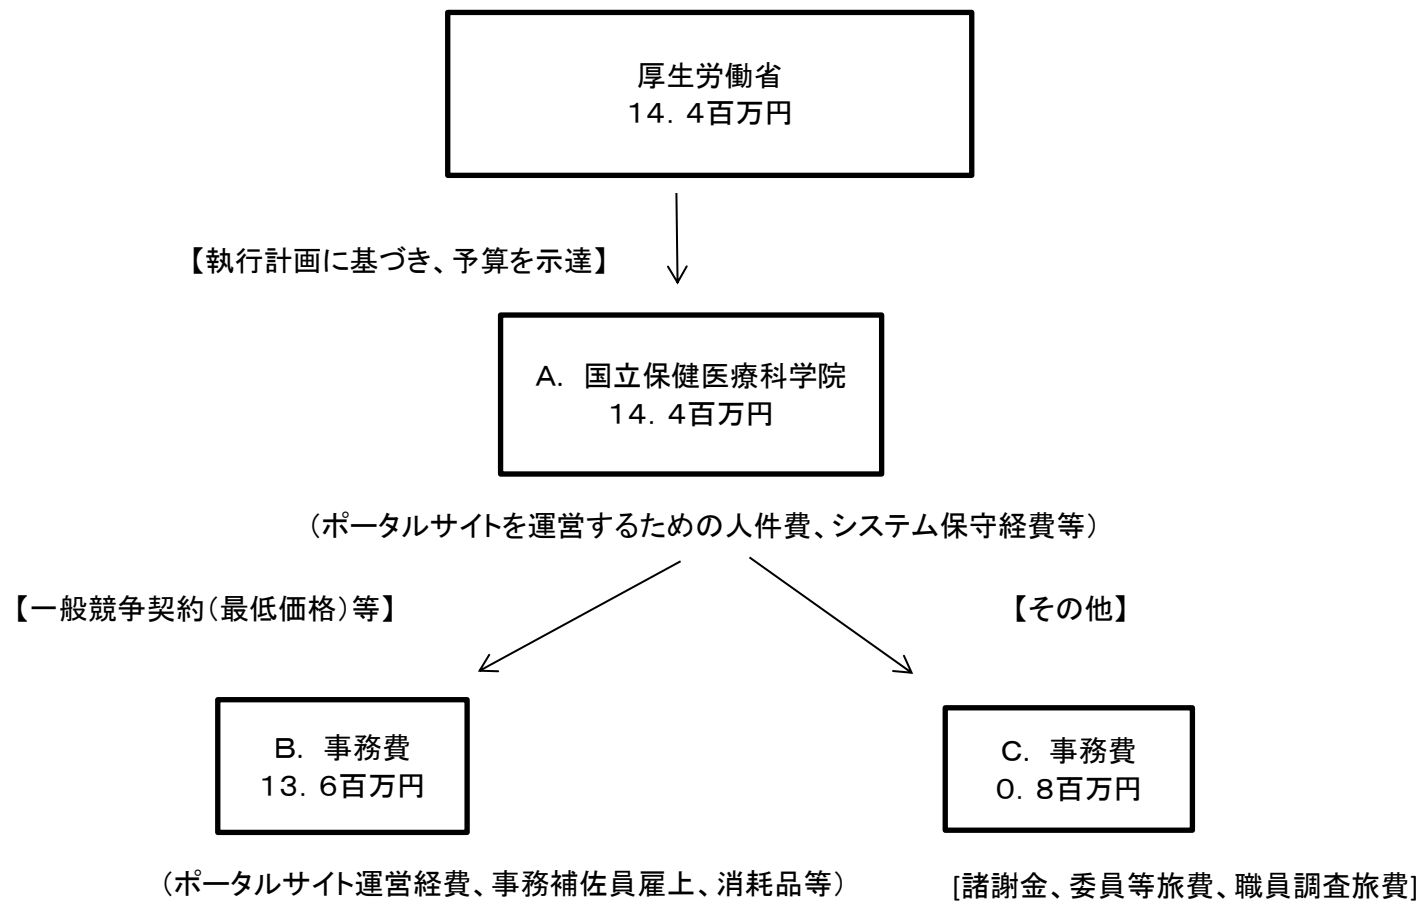 厚生労働省
１４．４百万円
【執行計画に基づき、予算を示達】
Ａ．国立保健医療科学院
１４．４百万円
（ポータルサイトを運営するための人件費、システム保守経費等）
【一般競争契約（最低価格）等】
【その他】
Ｂ．事務費
１３．６百万円
Ｃ．事務費
０．８百万円
（ポータルサイト運営経費、事務補佐員雇上、消耗品等）
[諸謝金、委員等旅費、職員調査旅費]